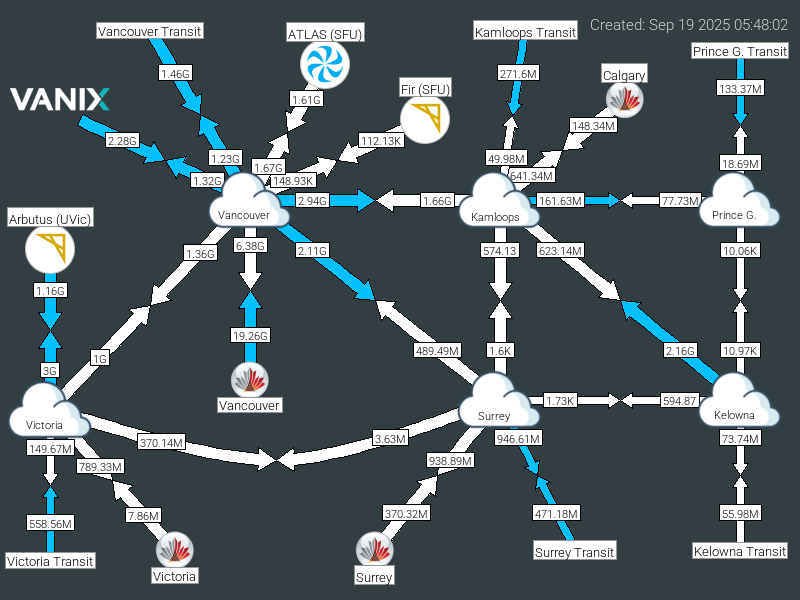 Created: Sep 19 2025 05:48:02
Vancouver Transit
ATLAS (SFU)
Kamloops Transit
Prince G. Transit
1.46G
271.6M
Calgary
133.37M
VANIX
1.61G
Fir (SFU)
148.34M
2.28G
112.13K
1.23G
49.98M
18.69M
1.67G
641.34M
1.32G
148.93K
2.94G
1.66G
161.63M
77.73M
Arbutus (UVic)
Vancouver
Kamloops
Prince G.
1.36G
6.38G
2.11G
574.13
623.14M
10.06K
1.16G
19.26G
1G
489.49M
1.6K
2.16G
10.97K
3G
Vancouver
1.73K
594.87
Victoria
Surrey
Kelowna
149.67M
370.14M
3.63M
946.61M
73.74M
789.33M
938.89M
558.56M
7.86M
370.32M
471.18M
55.98M
Victoria Transit
Victoria
Surrey
Surrey Transit
Kelowna Transit